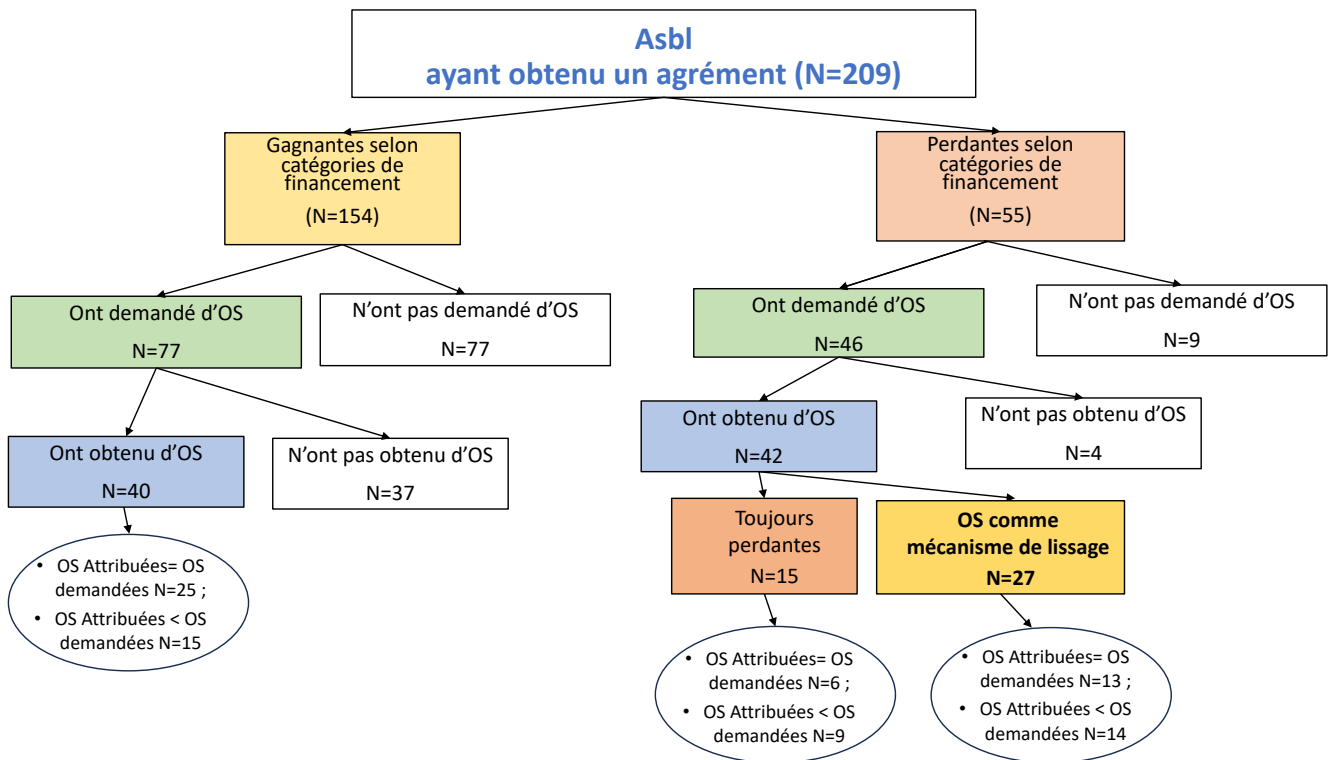 Asbl
ayant obtenu un agrément (N=209)
Gagnantes selon
catégories de
financement
(N=154)
Perdantes selon
catégories de
financement
(N=55)
Ont demandé d’OS
N=77
N’ont pas demandé d’OS
N=77
Ont demandé d’OS
N=46
N’ont pas demandé d’OS
N=9
Ont obtenu d’OS
N=40
N’ont pas obtenu d’OS
N=37
Ont obtenu d’OS
N=42
N’ont pas obtenu d’OS
N=4
Toujours
perdantes
N=15
OS comme
mécanisme de lissage
N=27
• OS Attribuées= OS
demandées N=25 ;
• OS Attribuées < OS
demandées N=15
• OS Attribuées= OS
demandées N=6 ;
• OS Attribuées < OS
demandées N=9
• OS Attribuées= OS
demandées N=13 ;
• OS Attribuées < OS
demandées N=14